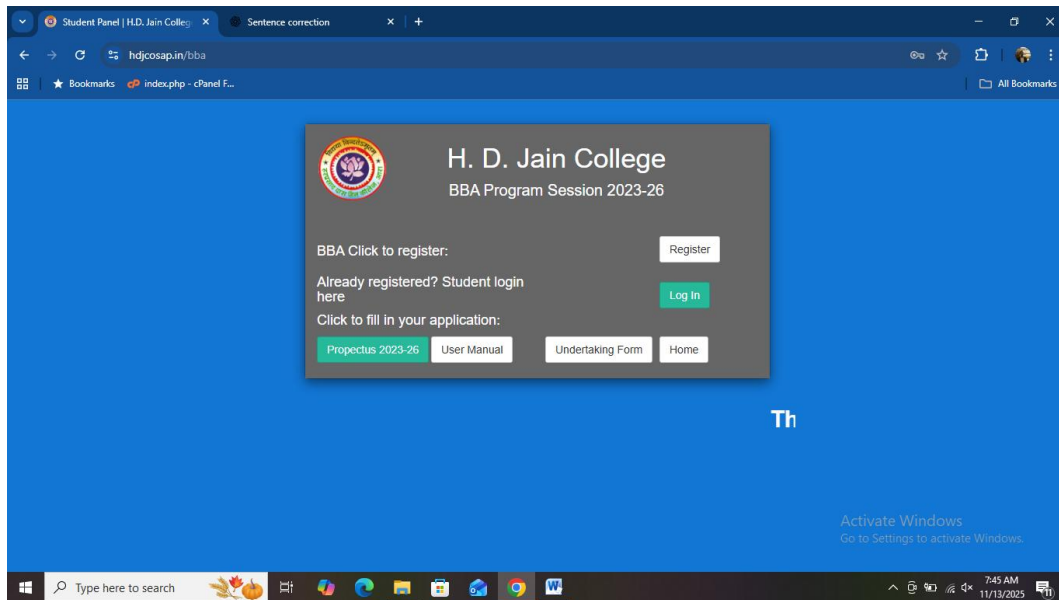 Student Panel | H.D. Jain Colleg
Sentence correction
hdjcosap.in/bba
Bookmarks
index.php - cPanel F...
All Bookmarks
H. D. Jain College
BBA Program Session 2023-26
BBA Click to register:
Register
Already registered? Student login
here
Log In
Click to fill in your application:
Propectus 2023-26
User Manual
Undertaking Form
Home
Th
Activate Windows
Go to Settings to activate Windows.
Type here to search
7:45 AM
11/13/2025